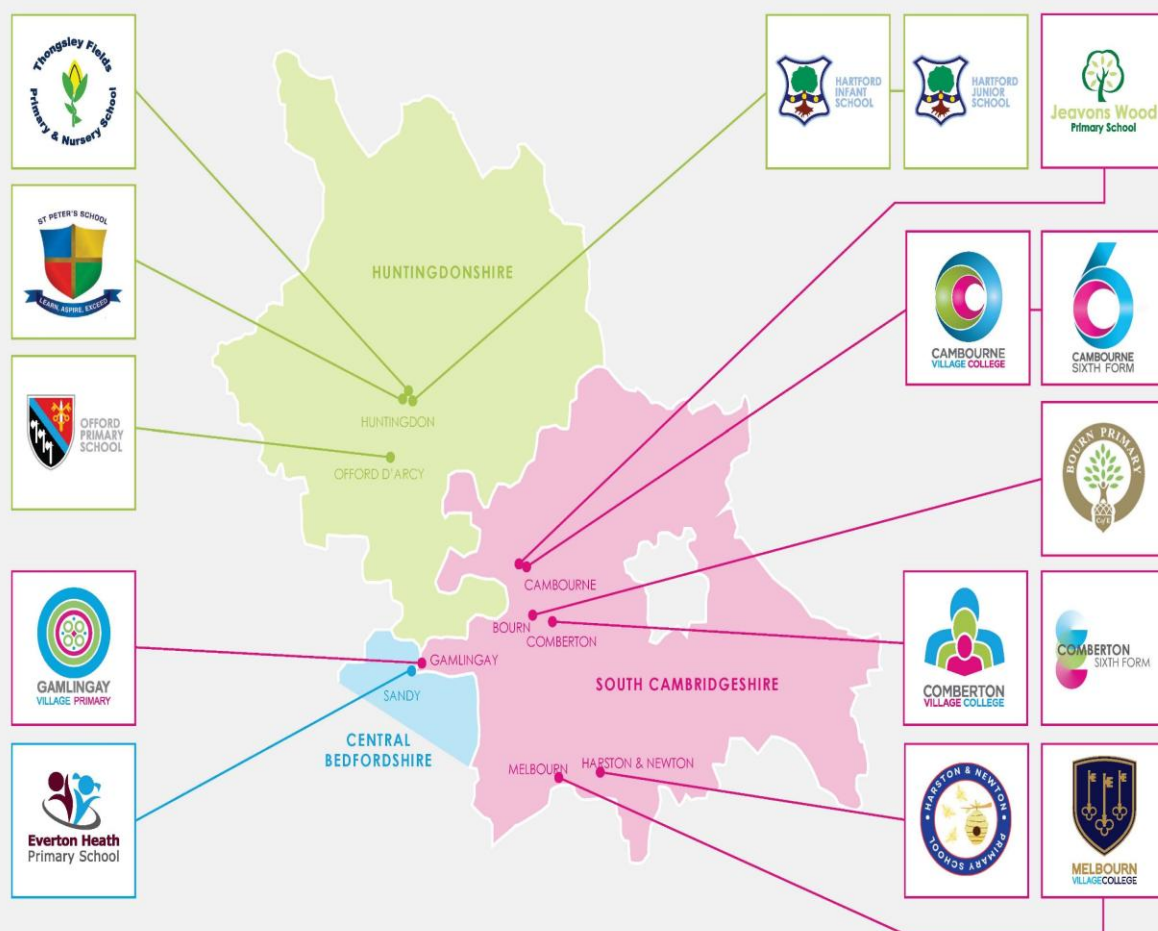 Thongsley Fields
Primary & Nursery School
HARTFORD
INFANT
SCHOOL
HARTFORD
JUNIOR
SCHOOL
Jeavons Wood
Primary School
ST PETER'S SCHOOL
LEARN, ASPIRE, EXCEED
HUNTINGDONSHIRE
CAMBOURNE
VILLAGE COLLEGE
CAMBOURNE
SIXTH FORM
OFFORD
PRIMARY
SCHOOL
HUNTINGDON
OFFORD D'ARCY
BOURN PRIMARY
CofE
CAMBOURNE
BOURN
COMBERTON
GAMLINGAY
VILLAGE PRIMARY
GAMLINGAY
SANDY
SOUTH CAMBRIDGESHIRE
COMBERTON
VILLAGE COLLEGE
COMBERTON
SIXTH FORM
CENTRAL
BEDFORDSHIRE
MELBOURN
HARSTON & NEWTON
Everton Heath
Primary School
HARSTON & NEWTON
PRIMARY SCHOOL
MELBOURN
VILLAGECOLLEGE